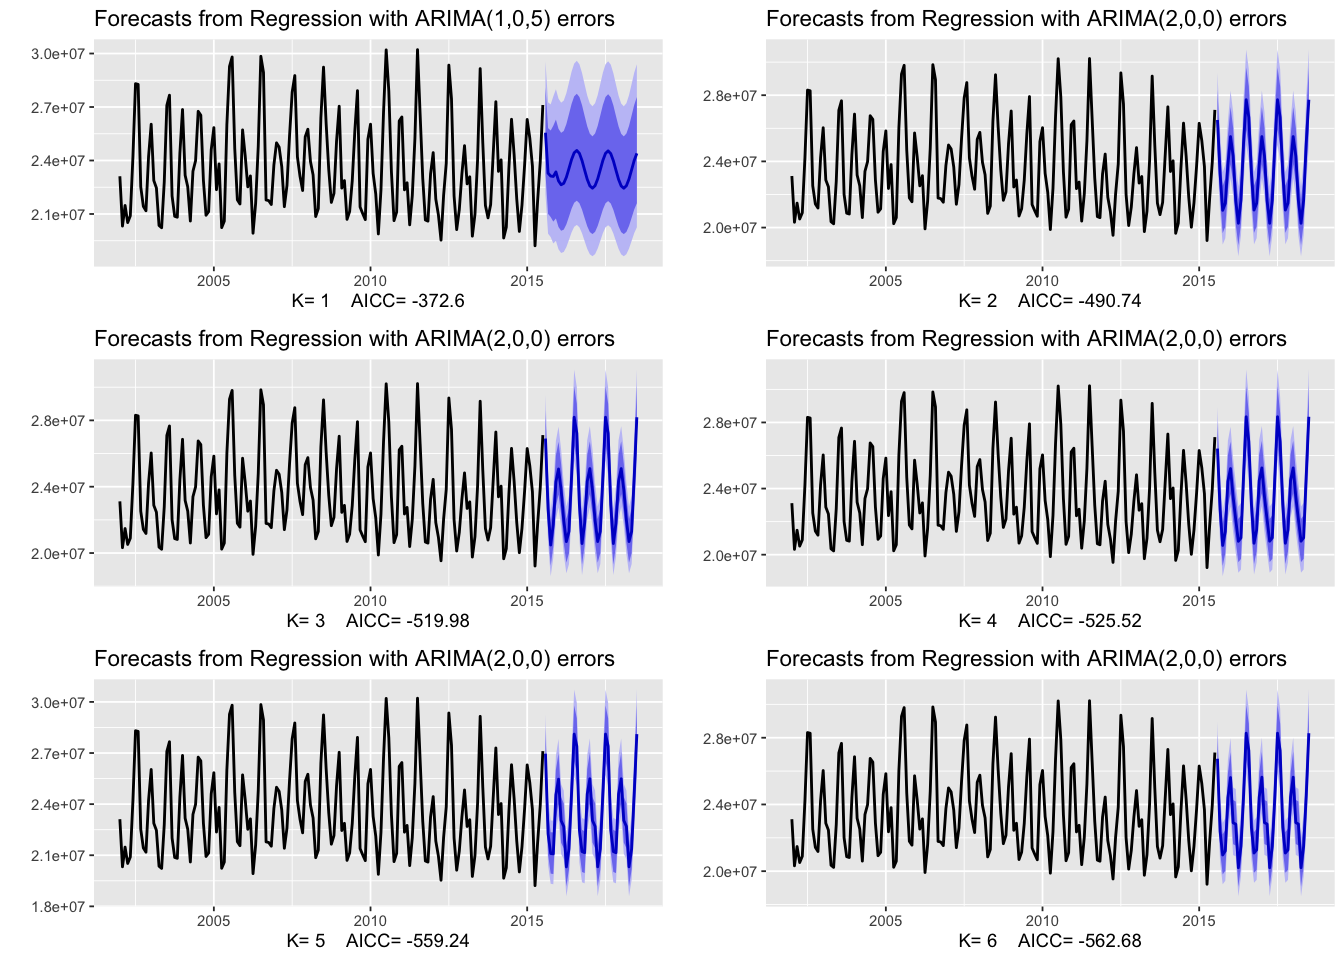 Forecasts from Regression with ARIMA(1,0,5) errors
3.0e+07
2.7e+07
2.4e+07
2.1e+07
2005 2010 2015
K= 1 AICC= -372.6
Forecasts from Regression with ARIMA(2,0,0) errors
2.8e+07
2.4e+07
2.0e+07
2005 2010 2015
K= 2 AICC= -490.74
Forecasts from Regression with ARIMA(2,0,0) errors
2.8e+07
2.4e+07
2.0e+07
2005 2010 2015
K= 3 AICC= -519.98
Forecasts from Regression with ARIMA(2,0,0) errors
2.8e+07
2.4e+07
2.0e+07
2005 2010 2015
K= 4 AICC= -525.52
Forecasts from Regression with ARIMA(2,0,0) errors
3.0e+07
2.7e+07
2.4e+07
2.1e+07
1.8e+07
2005 2010 2015
K= 5 AICC= -559.24
Forecasts from Regression with ARIMA(2,0,0) errors
2.8e+07
2.4e+07
2.0e+07
2005 2010 2015
K= 6 AICC= -562.68